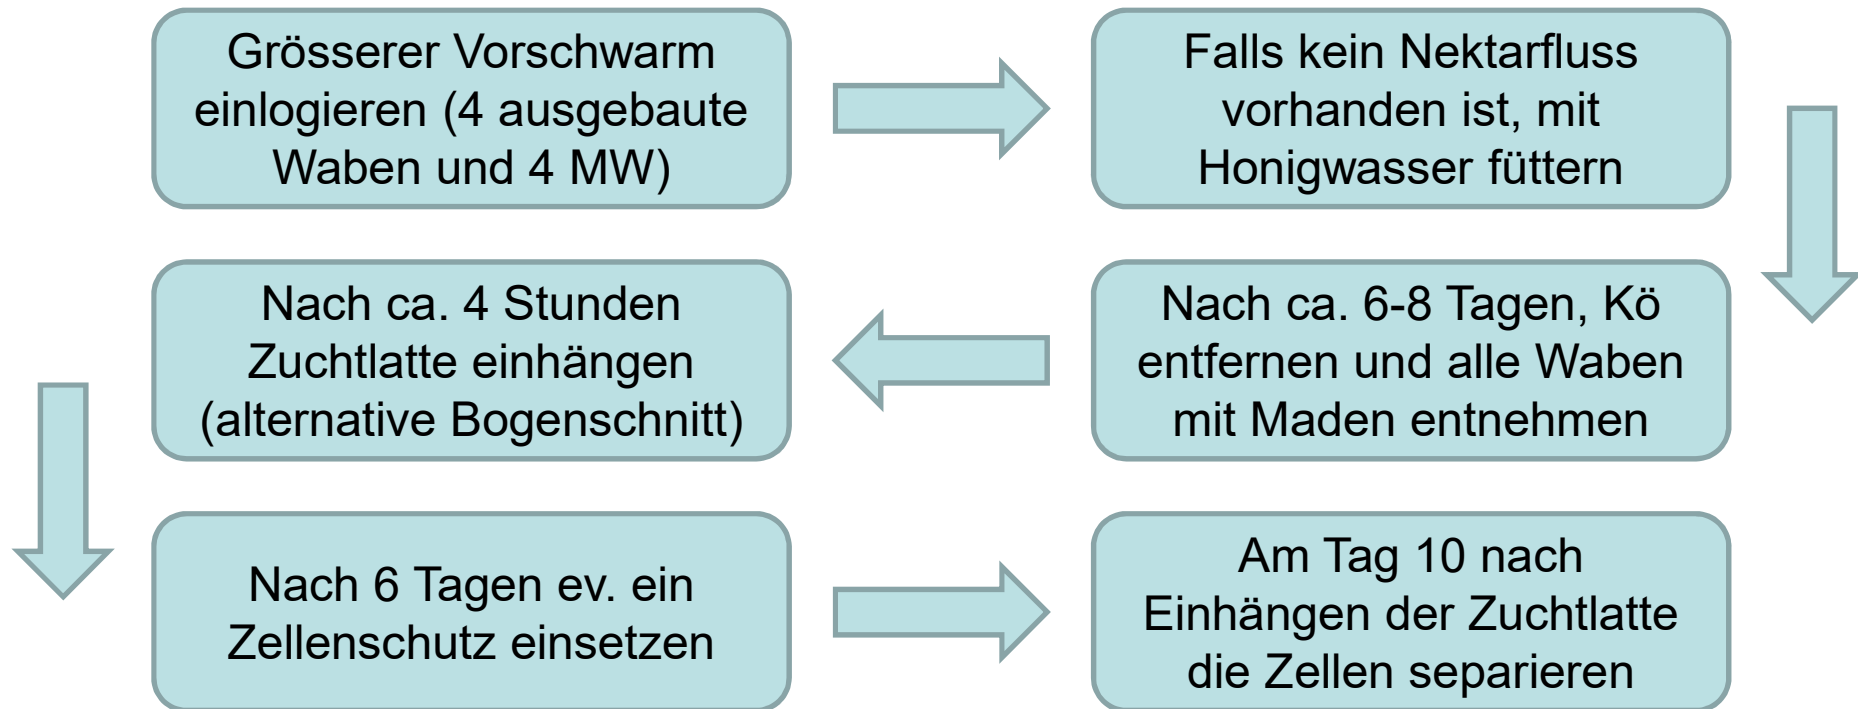 Grösserer Vorschwarm
einlogieren (4 ausgebaute
Waben und 4 MW)
Falls kein Nektarfluss
vorhanden ist, mit
Honigwasser füttern
Nach ca. 6-8 Tagen, Kö
entfernen und alle Waben
mit Maden entnehmen
Nach ca. 4 Stunden
Zuchtlatte einhängen
(alternative Bogenschnitt)
Nach 6 Tagen ev. ein
Zellenschutz einsetzen
Am Tag 10 nach
Einhängen der Zuchtlatte
die Zellen separieren